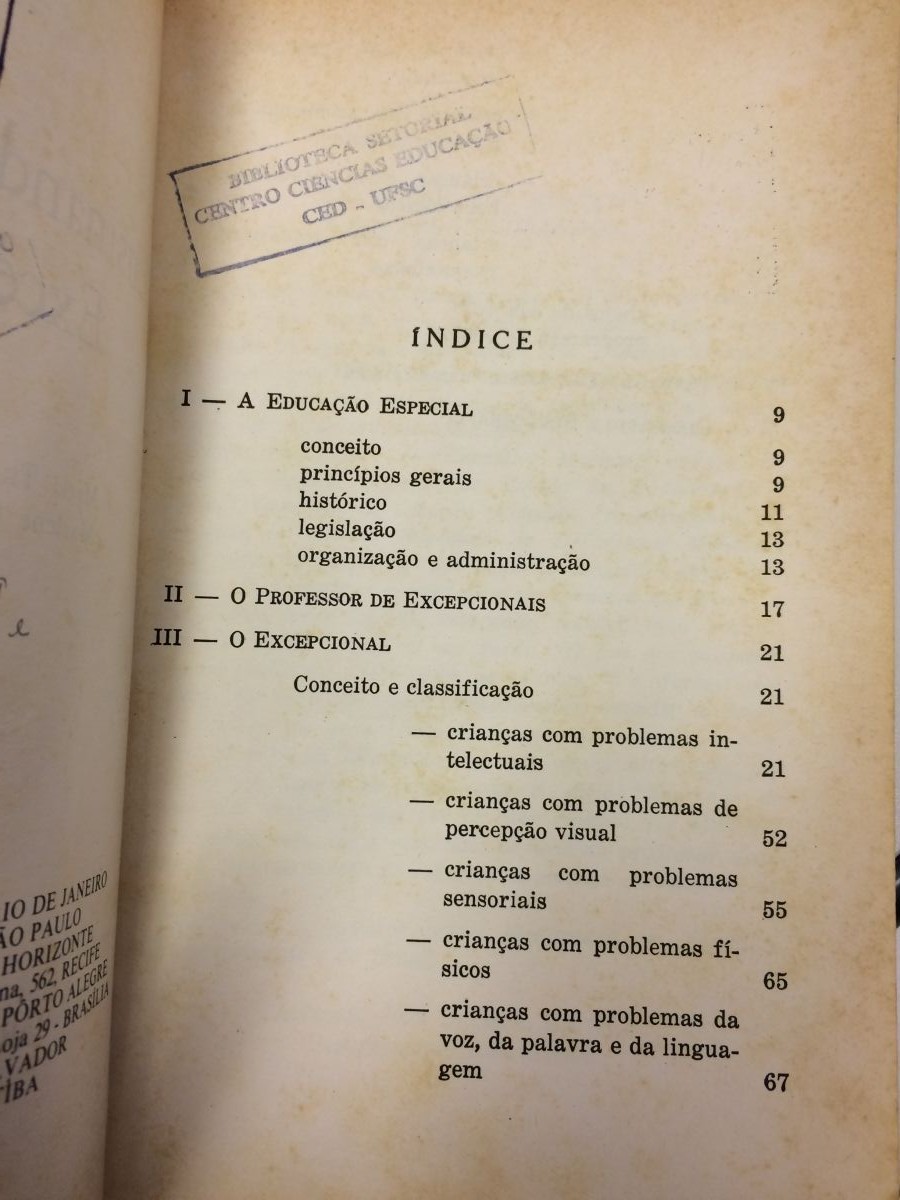 BIBLIOTECA SETORIAL
CENTRO CIENCIAS EDUCAÇÃO
CED - UFSC
ÍNDICE
I — A EDUCAÇÃO ESPECIAL 9
conceito 9
princípios gerais 9
histórico 11
legislação 13
organização e administração 13
II — O PROFESSOR DE EXCEPCIONAIS 17
III — O EXCEPCIONAL 21
Conceito e classificação 21
— crianças com problemas in-
telectuais 21
— crianças com problemas de
percepção visual 52
— crianças com problemas
sensoriais 55
— crianças com problemas fí-
sicos 65
— crianças com problemas da
voz, da palavra e da lingua-
gem 67
IO DE JANEIRO
ÃO PAULO
HORIZONTE
na, 562, RECIFE
PÔRTO ALEGRE
oja 29 - BRASÍLIA
VADOR
TIBA
e